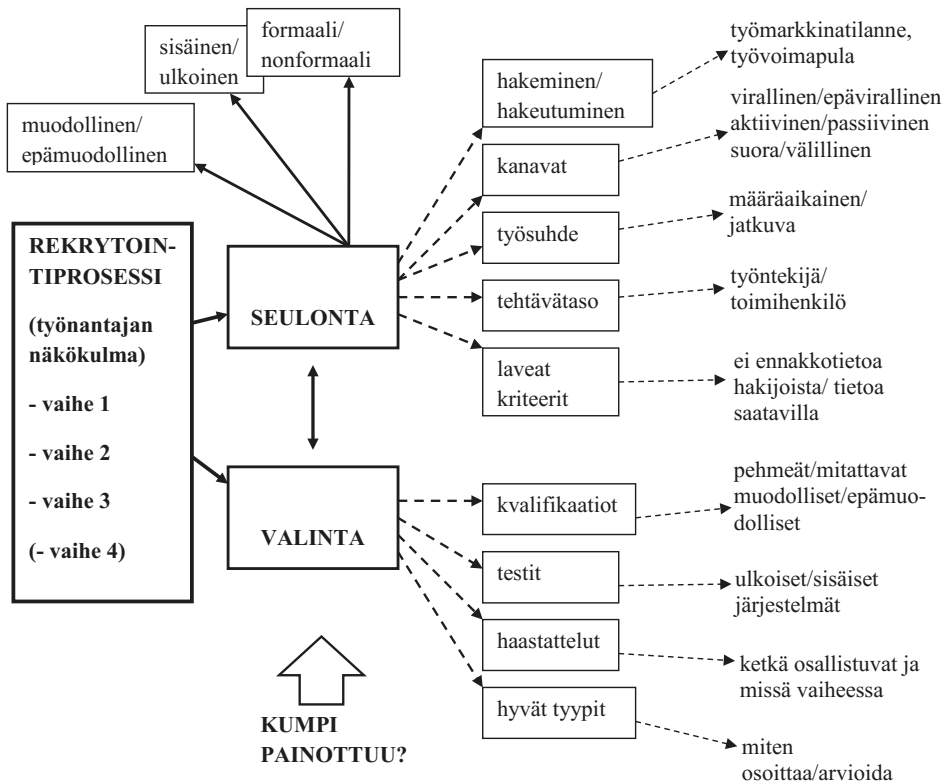 formaali/
nonformaali
sisäinen/
ulkoinen
muodollinen/
epämuodollinen
REKRYTOIN-
TIPROSESSI
(työnantajan
näkökulma)
- vaihe 1
- vaihe 2
- vaihe 3
(- vaihe 4)
SEULONTA
VALINTA
KUMPI
PAINOTTUU?
hakeminen/
hakeutuminen
kanavat
työsuhde
tehtävätaso
laveat
kriteerit
kvalifikaatiot
testit
haastattelut
hyvät tyypit
työmarkkinatilanne,
työvoimapula
virallinen/epävirallinen
aktiivinen/passiivinen
suora/välillinen
määräaikainen/
jatkuva
työntekijä/
toimihenkilö
ei ennakkotietoa
hakijoista/ tietoa
saatavilla
pehmeät/mitattavat
muodolliset/epämuo-
dolliset
ulkoiset/sisäiset
järjestelmät
ketkä osallistuvat ja
missä vaiheessa
miten
osoittaa/arvioida